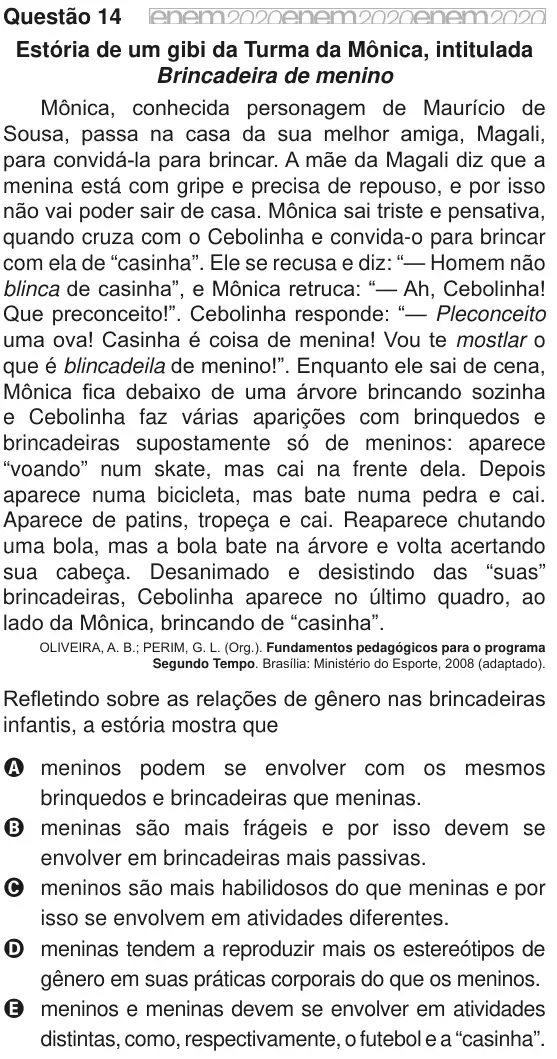 Questão 14 enem2020enem2020enem2020
Estória de um gibi da Turma da Mônica, intitulada
Brincadeira de menino
Mônica, conhecida personagem de Maurício de
Sousa, passa na casa da sua melhor amiga, Magali,
para convidá-la para brincar. A mãe da Magali diz que a
menina está com gripe e precisa de repouso, e por isso
não vai poder sair de casa. Mônica sai triste e pensativa,
quando cruza com o Cebolinha e convida-o para brincar
com ela de “casinha”. Ele se recusa e diz: “— Homem não
blinca de casinha”, e Mônica retruca: “— Ah, Cebolinha!
Que preconceito!”. Cebolinha responde: “— Pleconceito
uma ova! Casinha é coisa de menina! Vou te mostlar o
que é blincadeila de menino!”. Enquanto ele sai de cena,
Mônica fica debaixo de uma árvore brincando sozinha
e Cebolinha faz várias aparições com brinquedos e
brincadeiras supostamente só de meninos: aparece
“voando” num skate, mas cai na frente dela. Depois
aparece numa bicicleta, mas bate numa pedra e cai.
Aparece de patins, tropeça e cai. Reaparece chutando
uma bola, mas a bola bate na árvore e volta acertando
sua cabeça. Desanimado e desistindo das “suas”
brincadeiras, Cebolinha aparece no último quadro, ao
lado da Mônica, brincando de “casinha”.
OLIVEIRA, A. B.; PERIM, G. L. (Org.). Fundamentos pedagógicos para o programa
Segundo Tempo. Brasília: Ministério do Esporte, 2008 (adaptado).
Refletindo sobre as relações de gênero nas brincadeiras
infantis, a estória mostra que
A meninos podem se envolver com os mesmos
brinquedos e brincadeiras que meninas.
B meninas são mais frágeis e por isso devem se
envolver em brincadeiras mais passivas.
C meninos são mais habilidosos do que meninas e por
isso se envolvem em atividades diferentes.
D meninas tendem a reproduzir mais os estereótipos de
gênero em suas práticas corporais do que os meninos.
E meninos e meninas devem se envolver em atividades
distintas, como, respectivamente, o futebol e a “casinha”.